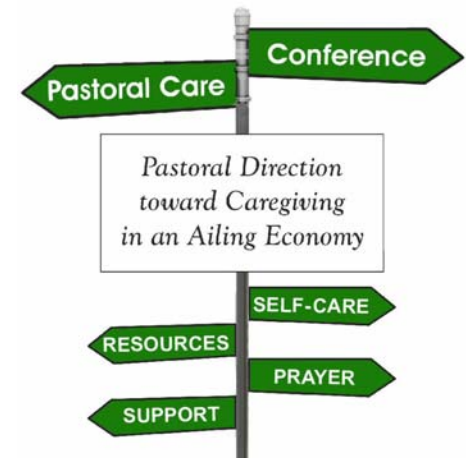 Conference
Pastoral Care
Pastoral Direction
toward Caregiving
in an Ailing Economy
SELF-CARE
RESOURCES
PRAYER
SUPPORT